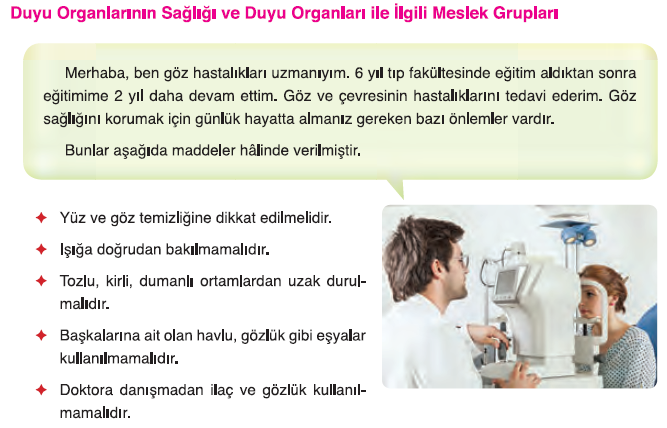 Duyu Organlarının Sağlığı ve Duyu Organları ile İlgili Meslek Grupları
Merhaba, ben göz hastalıkları uzmanıyım. 6 yıl tıp fakültesinde eğitim aldıktan sonra
eğitimime 2 yıl daha devam ettim. Göz ve çevresinin hastalıklarını tedavi ederim. Göz
sağlığını korumak için günlük hayatta almanız gereken bazı önlemler vardır.
Bunlar aşağıda maddeler hâlinde verilmiştir.
✦ Yüz ve göz temizliğine dikkat edilmelidir.
✦ Işığa doğrudan bakılmamalıdır.
✦ Tozlu, kirli, dumanlı ortamlardan uzak durul-
malıdır.
✦ Başkalarına ait olan havlu, gözlük gibi eşyalar
kullanılmamalıdır.
✦ Doktora danışmadan ilaç ve gözlük kullanıl-
mamalıdır.